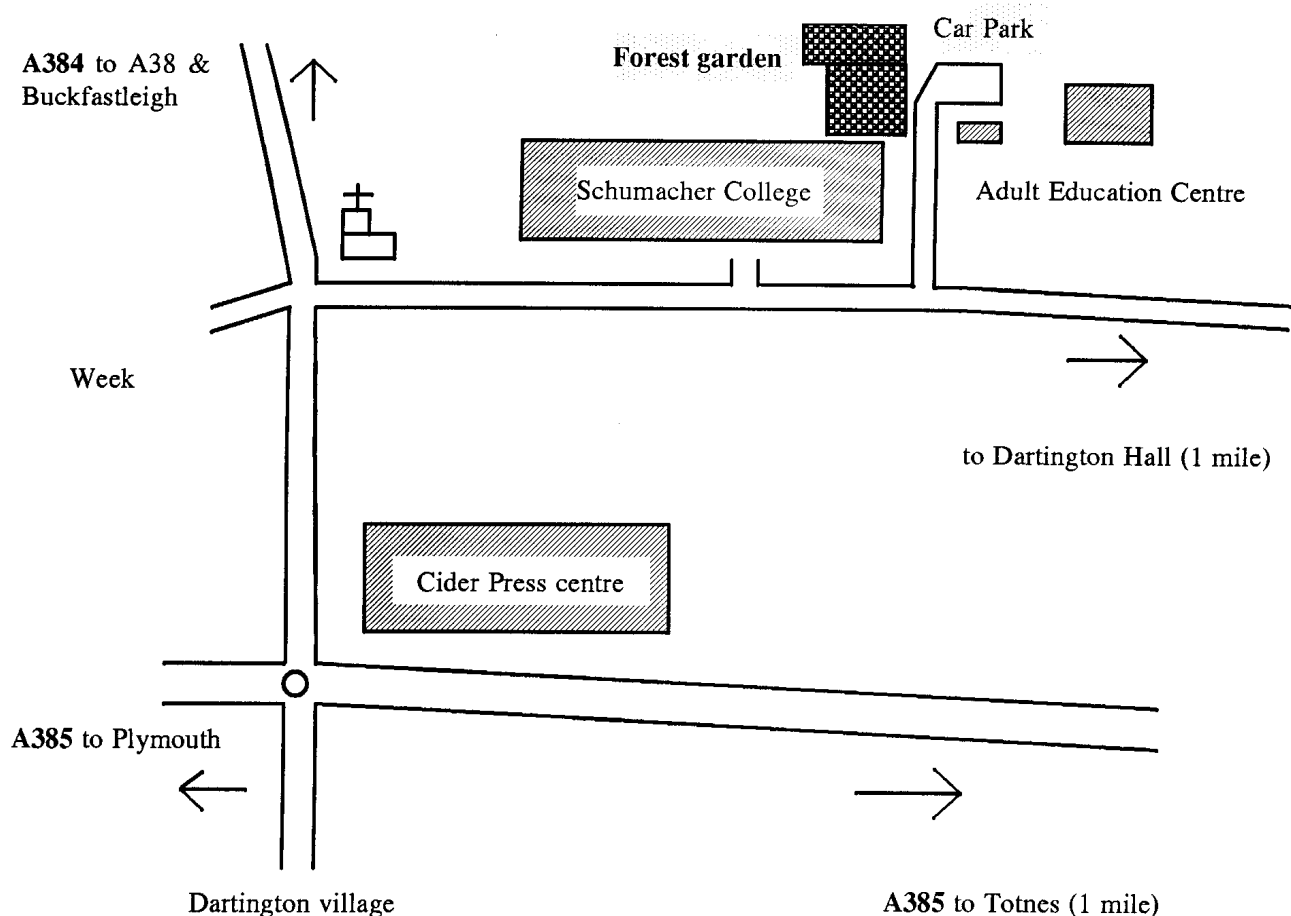 Car Park
Forest garden
A384 to A38 &
Buckfastleigh
Schumacher College
Adult Education Centre
Week
to Dartington Hall (1 mile)
Cider Press centre
A385 to Plymouth
Dartington village
A385 to Totnes (1 mile)